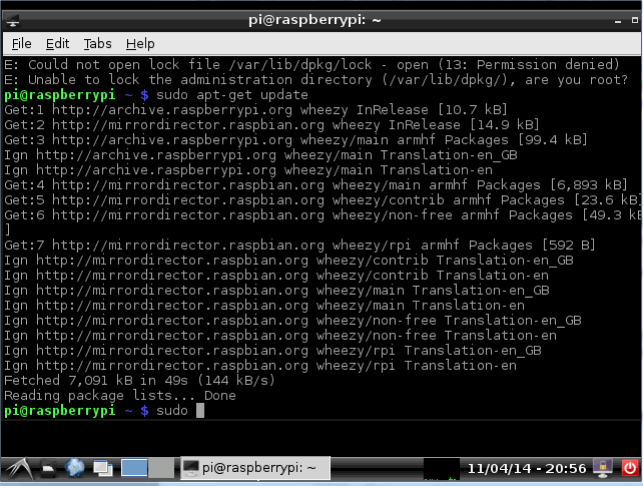 pi@raspberrypi: ~
File Edit Tabs Help
E: Could not open lock file /var/lib/dpkg/lock - open (13: Permission denied)
E: Unable to lock the administration directory (/var/lib/dpkg/), are you root?
pi@raspberrypi ~ $ sudo apt-get update
Get:1 http://archive.raspberrypi.org wheezy InRelease [10.7 kB]
Get:2 http://mirrordirector.raspbian.org wheezy InRelease [14.9 kB]
Get:3 http://archive.raspberrypi.org wheezy/main armhf Packages [99.4 kB]
Ign http://archive.raspberrypi.org wheezy/main Translation-en_GB
Ign http://archive.raspberrypi.org wheezy/main Translation-en
Get:4 http://mirrordirector.raspbian.org wheezy/main armhf Packages [6,893 kB]
Get:5 http://mirrordirector.raspbian.org wheezy/contrib armhf Packages [23.6 kB
Get:6 http://mirrordirector.raspbian.org wheezy/non-free armhf Packages [49.3 kB
]
Get:7 http://mirrordirector.raspbian.org wheezy/rpi armhf Packages [592 B]
Ign http://mirrordirector.raspbian.org wheezy/contrib Translation-en_GB
Ign http://mirrordirector.raspbian.org wheezy/contrib Translation-en
Ign http://mirrordirector.raspbian.org wheezy/main Translation-en_GB
Ign http://mirrordirector.raspbian.org wheezy/main Translation-en
Ign http://mirrordirector.raspbian.org wheezy/non-free Translation-en_GB
Ign http://mirrordirector.raspbian.org wheezy/non-free Translation-en
Ign http://mirrordirector.raspbian.org wheezy/rpi Translation-en_GB
Ign http://mirrordirector.raspbian.org wheezy/rpi Translation-en
Fetched 7,091 kB in 49s (144 kB/s)
Reading package lists... Done
pi@raspberrypi ~ $ sudo
pi@raspberrypi: ~ 11/04/14 - 20:56